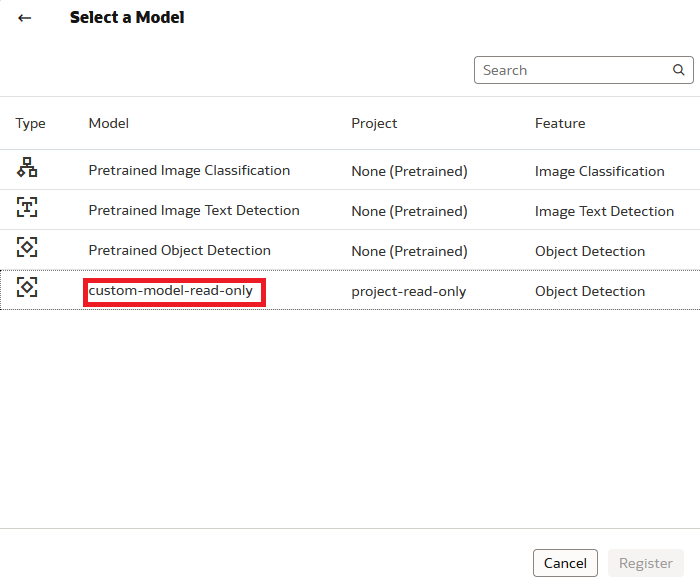 ← Select a Model
Search
Type Model Project Feature
Pretrained Image Classification None (Pretrained) Image Classification
Pretrained Image Text Detection None (Pretrained) Image Text Detection
Pretrained Object Detection None (Pretrained) Object Detection
custom-model-read-only project-read-only Object Detection
Cancel Register